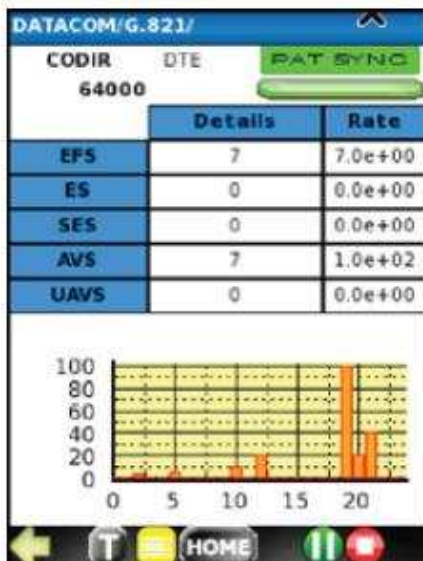 DATACOM/G.821/
CODIR DTE PAT SYNC
64000
Details Rate
EFS 7 7.0e+00
ES 0 0.0e+00
SES 0 0.0e+00
AVS 7 1.0e+02
UAVS 0 0.0e+00
100
80
60
40
20
0
0 5 10 15 20
T HOME